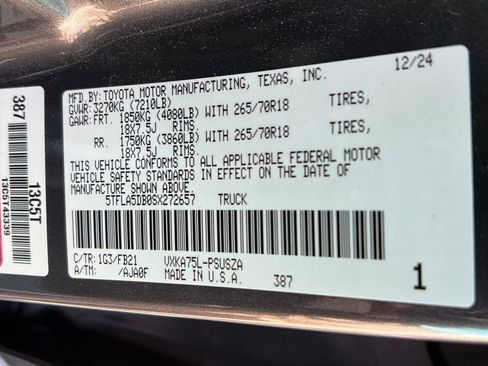 12/24
MFD.BY: TOYOTA MOTOR MANUFACTURING, TEXAS, INC.
GVWR: 3270KG (7210LB)
GAWR: FRT. 1850KG (4080LB) WITH 265/70R18 TIRES,
18X7.5J RIMS
RR. 1750KG (3860LB) WITH 265/70R18 TIRES,
18X7.5J RIMS
THIS VEHICLE CONFORMS TO ALL APPLICABLE FEDERAL MOTOR
VEHICLE SAFETY STANDARDS IN EFFECT ON THE DATE OF
MANUFACTURE SHOWN ABOVE.
5TFLA5DB0SX272657 TRUCK
C/TR: 1G3/FB21 VXKA75L-PSUSZA
A/TM: /AJA0F MADE IN U.S.A. 387 1
387
13C5T
13C5T43339